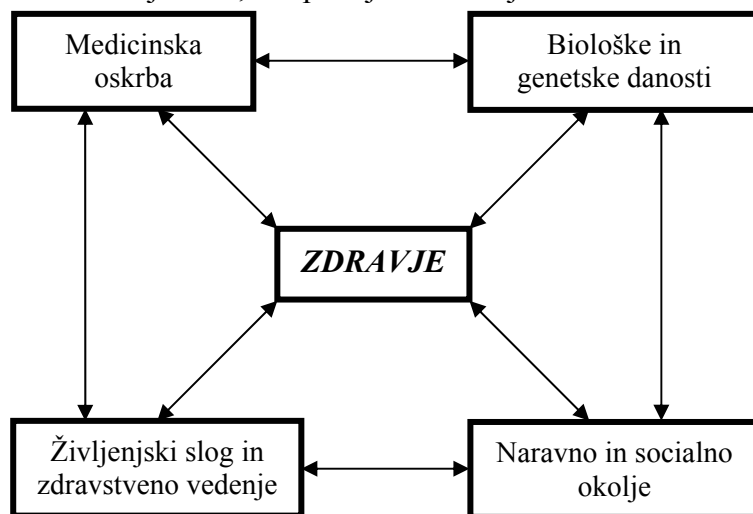 Medicinska
oskrba
Biološke in
genetske danosti
ZDRAVJE
Življenjski slog in
zdravstveno vedenje
Naravno in socialno
okolje